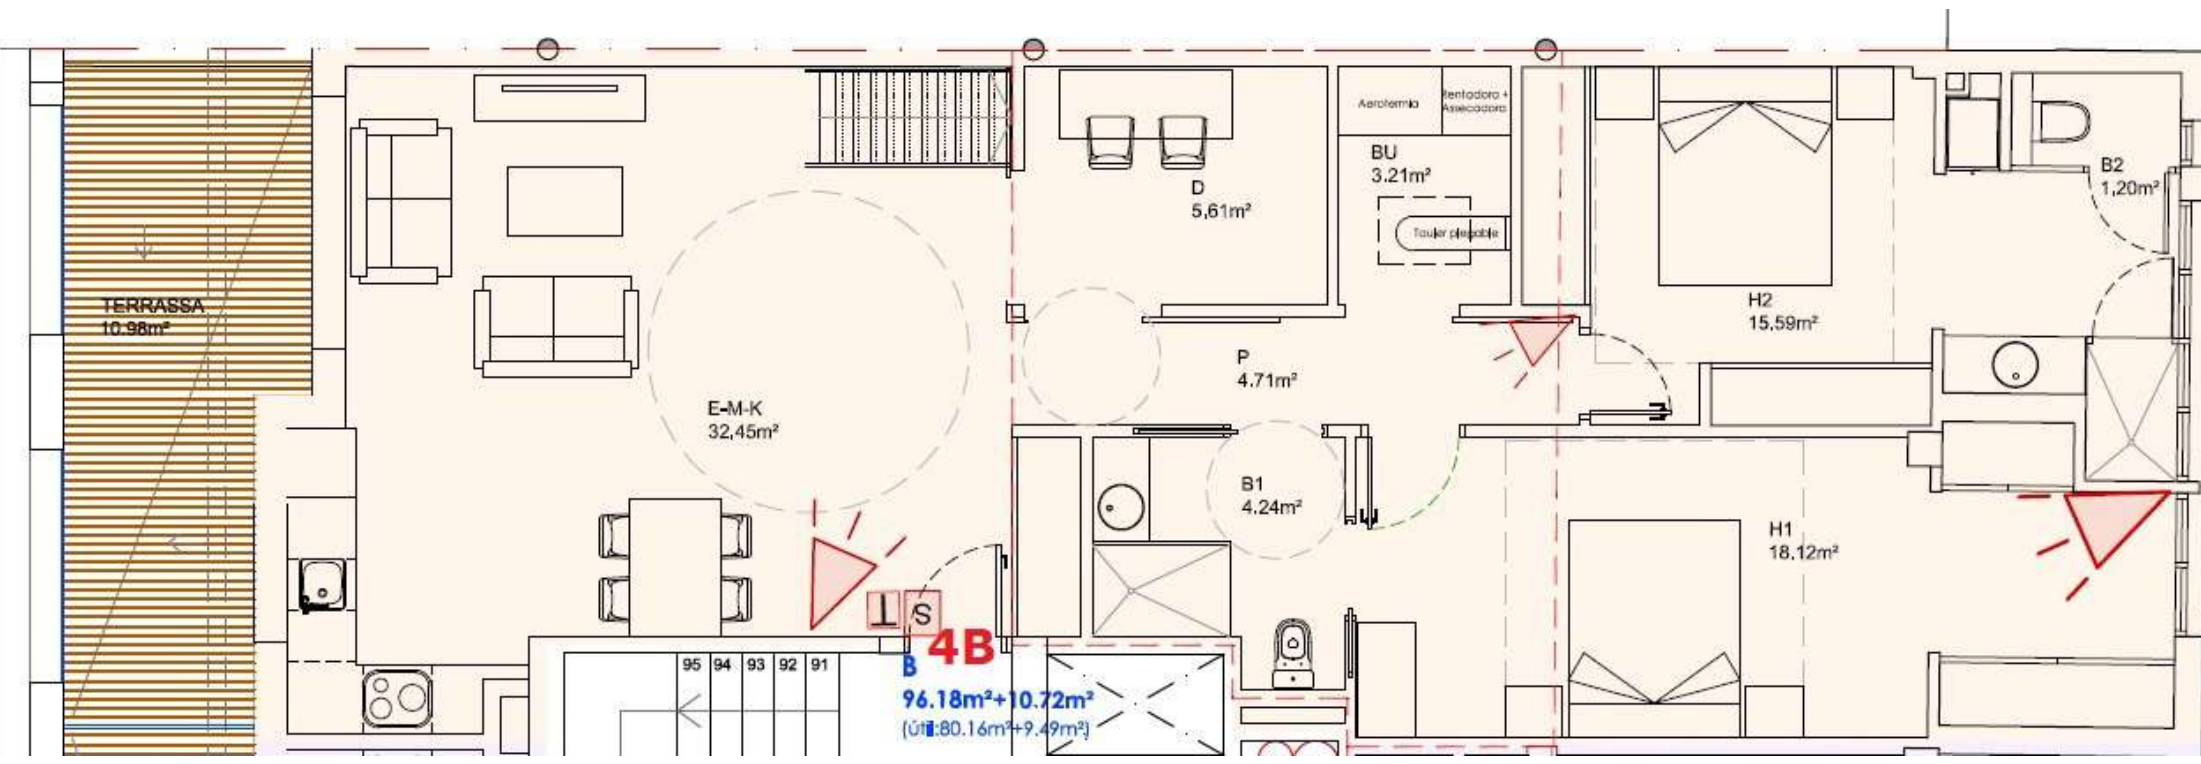 Aerotermia
Rentadora +
Assecadora
BU
3.21m²
D
5,61m²
Tauler plegable
B2
1,20m²
TERRASSA
10.98m²
H2
15.59m²
P
4.71m²
E-M-K
32,45m²
B1
4.24m²
H1
18,12m²
T
S
4B
95 94 93 92 91
B
96.18m²+10.72m²
(útil:80.16m²+9.49m²)